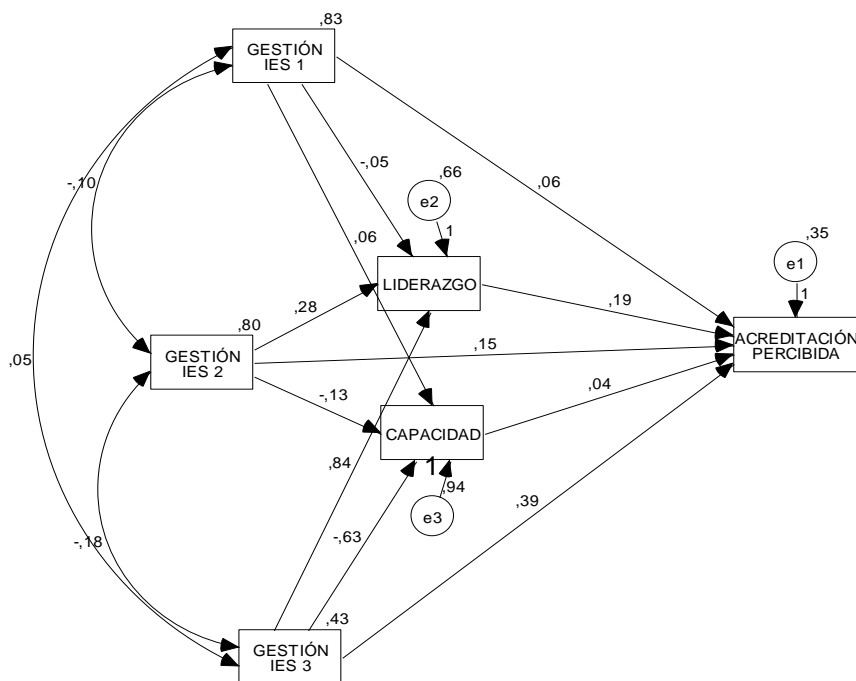 ,83
GESTIÓN
IES 1
-,05
,66
e2
,06
,35
-,10
e1
,06
1
1
LIDERAZGO
,28
,19
,80
ACREDITACIÓN
PERCIBIDA
GESTIÓN
IES 2
,15
,05
-,13
,04
CAPACIDAD
,84
1
,94
e3
,39
-,63
-,18
,43
GESTIÓN
IES 3